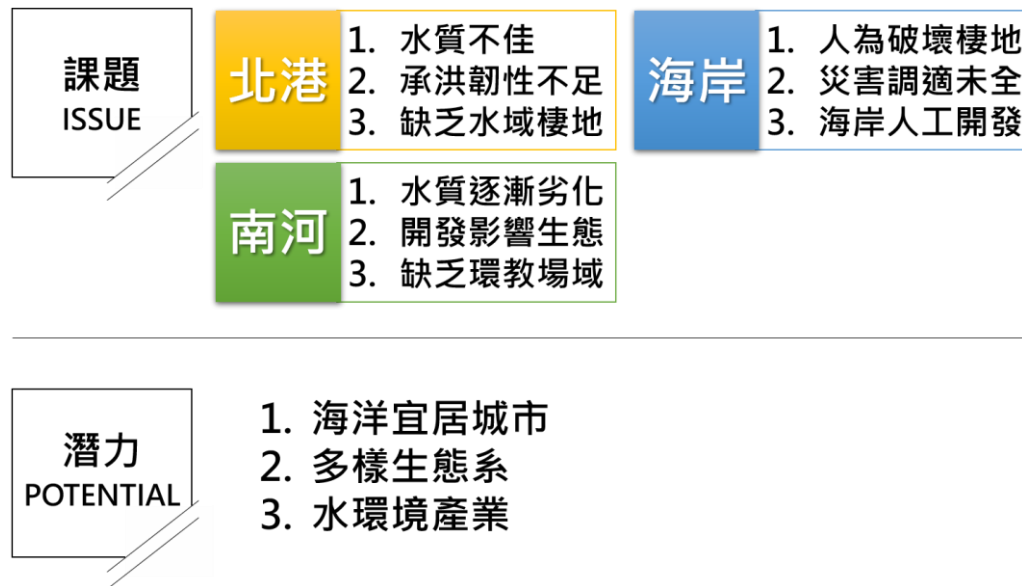 課題
ISSUE
北港
1. 水質不佳
2. 承洪韌性不足
3. 缺乏水域棲地
海岸
1. 人為破壞棲地
2. 災害調適未全
3. 海岸人工開發
南河
1. 水質逐漸劣化
2. 開發影響生態
3. 缺乏環教場域
潛力
POTENTIAL
1. 海洋宜居城市
2. 多樣生態系
3. 水環境產業